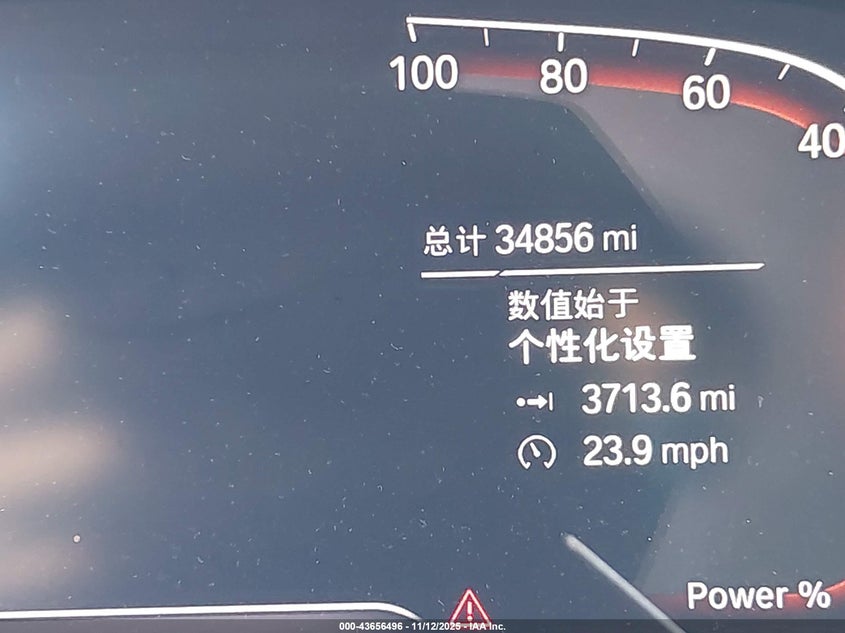 100 80 60 40
总计 34856 mi
数值始于
个性化设置
3713.6 mi
23.9 mph
Power %
000-43656496 - 11/12/2025 - IAA Inc.